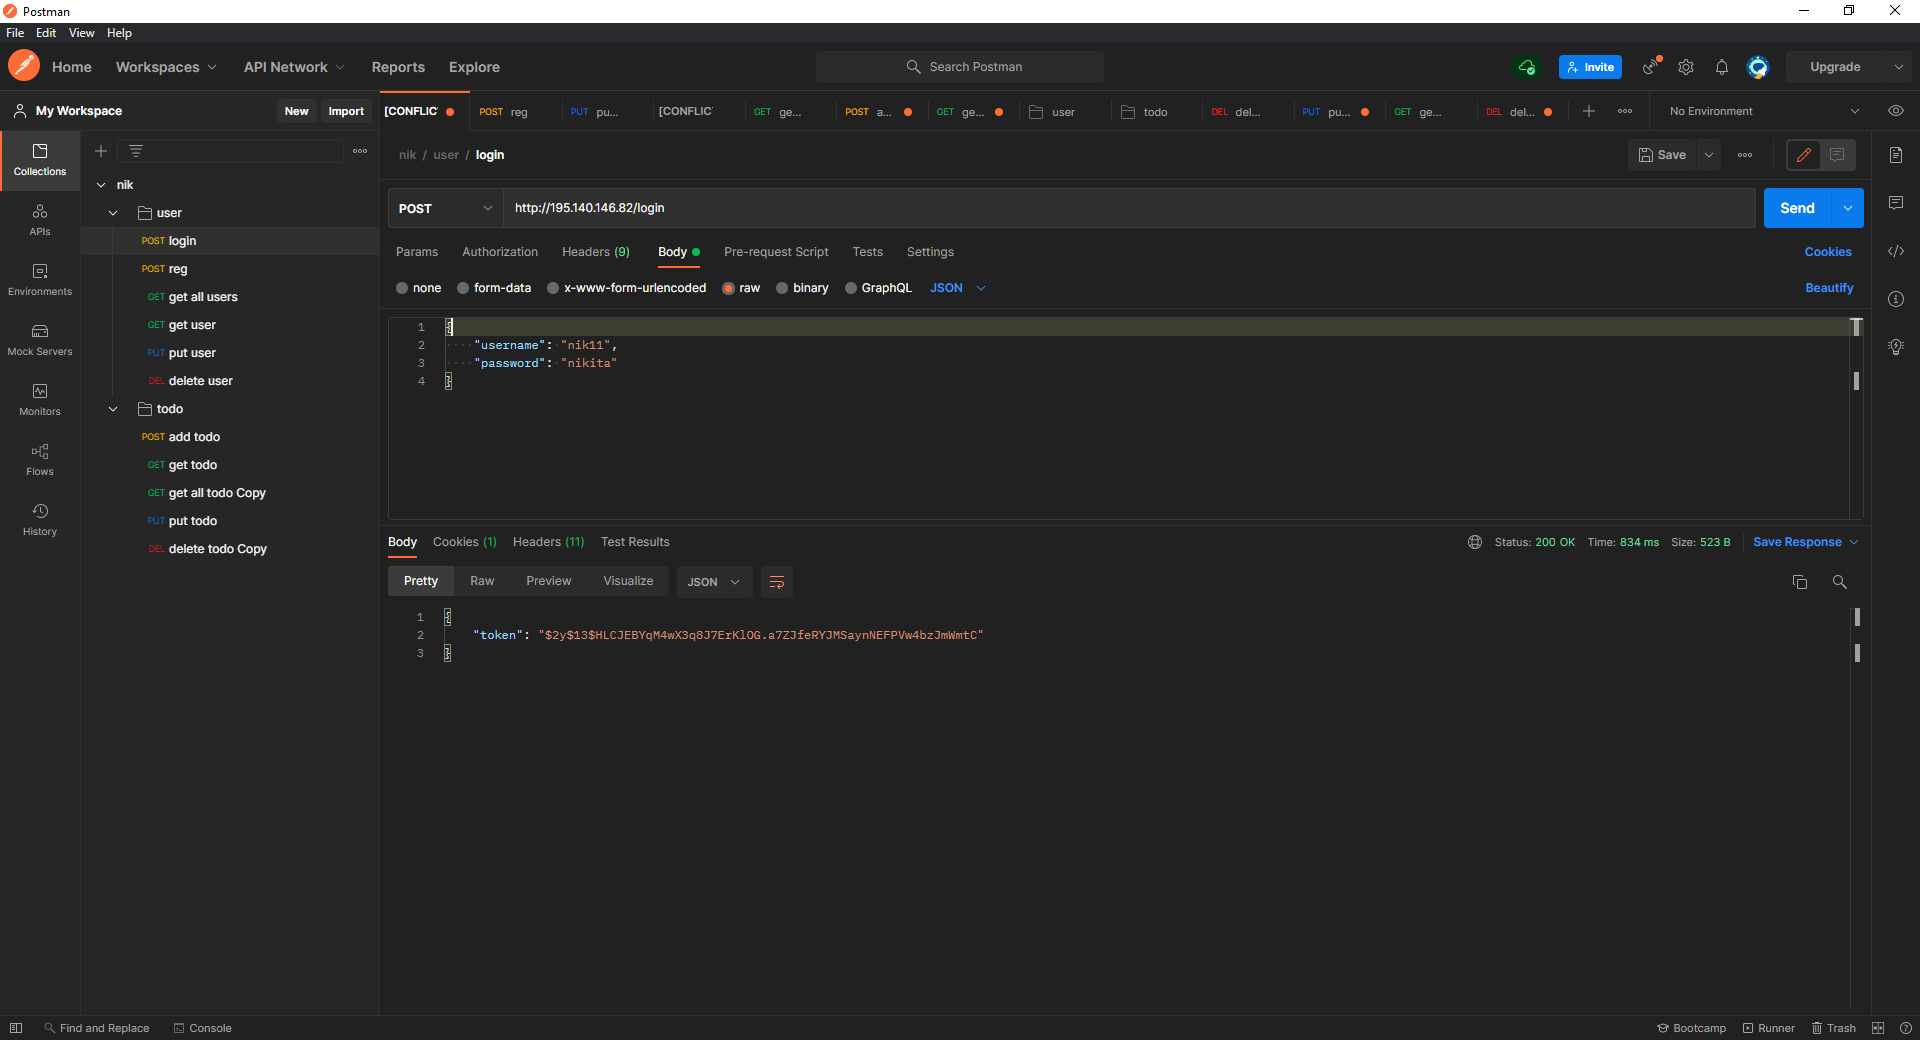 Postman
File Edit View Help
Home Workspaces API Network Reports Explore Search Postman Invite Upgrade
My Workspace New Import
[CONFLIC POST reg PUT pu... [CONFLIC GET ge... POST a... GET ge... user todo DEL del... PUT pu... GET ge... DEL del... No Environment
Collections
APIs
Environments
Mock Servers
Monitors
Flows
History
nik
user
POST login
POST reg
GET get all users
GET get user
PUT put user
DEL delete user
todo
POST add todo
GET get todo
GET get all todo Copy
PUT put todo
DEL delete todo Copy
nik / user / login Save
POST http://195.140.146.82/login Send
Params Authorization Headers (9) Body Pre-request Script Tests Settings Cookies
none form-data x-www-form-urlencoded raw binary GraphQL JSON Beautify
1 {
2 "username": "nik11",
3 "password": "nikita"
4 }
Body Cookies (1) Headers (11) Test Results Status: 200 OK Time: 834 ms Size: 523 B Save Response
Pretty Raw Preview Visualize JSON
1 {
2 "token": "$2y$13$HLCJEBYqM4wX3q8J7ErKlOG.a7ZJfeRYJMSaynNEFPVw4bzJmWmtC"
3 }
Find and Replace Console Bootcamp Runner Trash